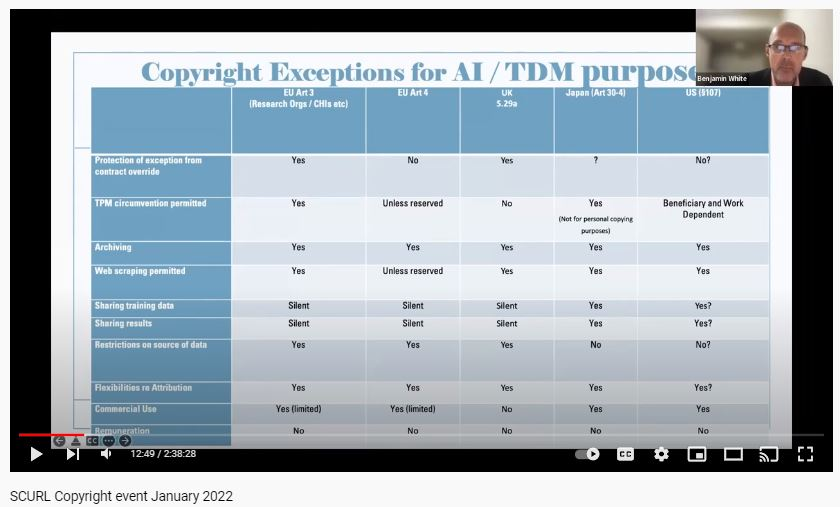 Benjamin White
Copyright Exceptions for AI / TDM purpose
EU Art 3 (Research Orgs / CHIs etc) EU Art 4 UK S.29a Japan (Art 30-4) US (§107)
Protection of exception from contract override Yes No Yes ? No?
TPM circumvention permitted Yes Unless reserved No Yes (Not for personal copying purposes) Beneficiary and Work Dependent
Archiving Yes Yes Yes Yes Yes
Web scraping permitted Yes Unless reserved Yes Yes Yes
Sharing training data Silent Silent Silent Yes Yes?
Sharing results Silent Silent Silent Yes Yes?
Restrictions on source of data Yes Yes Yes No No?
Flexibilities re Attribution Yes Yes Yes Yes Yes?
Commercial Use Yes (limited) Yes (limited) No Yes Yes
Remuneration No No No No No
CC
12:49 / 2:38:28 CC
SCURL Copyright event January 2022